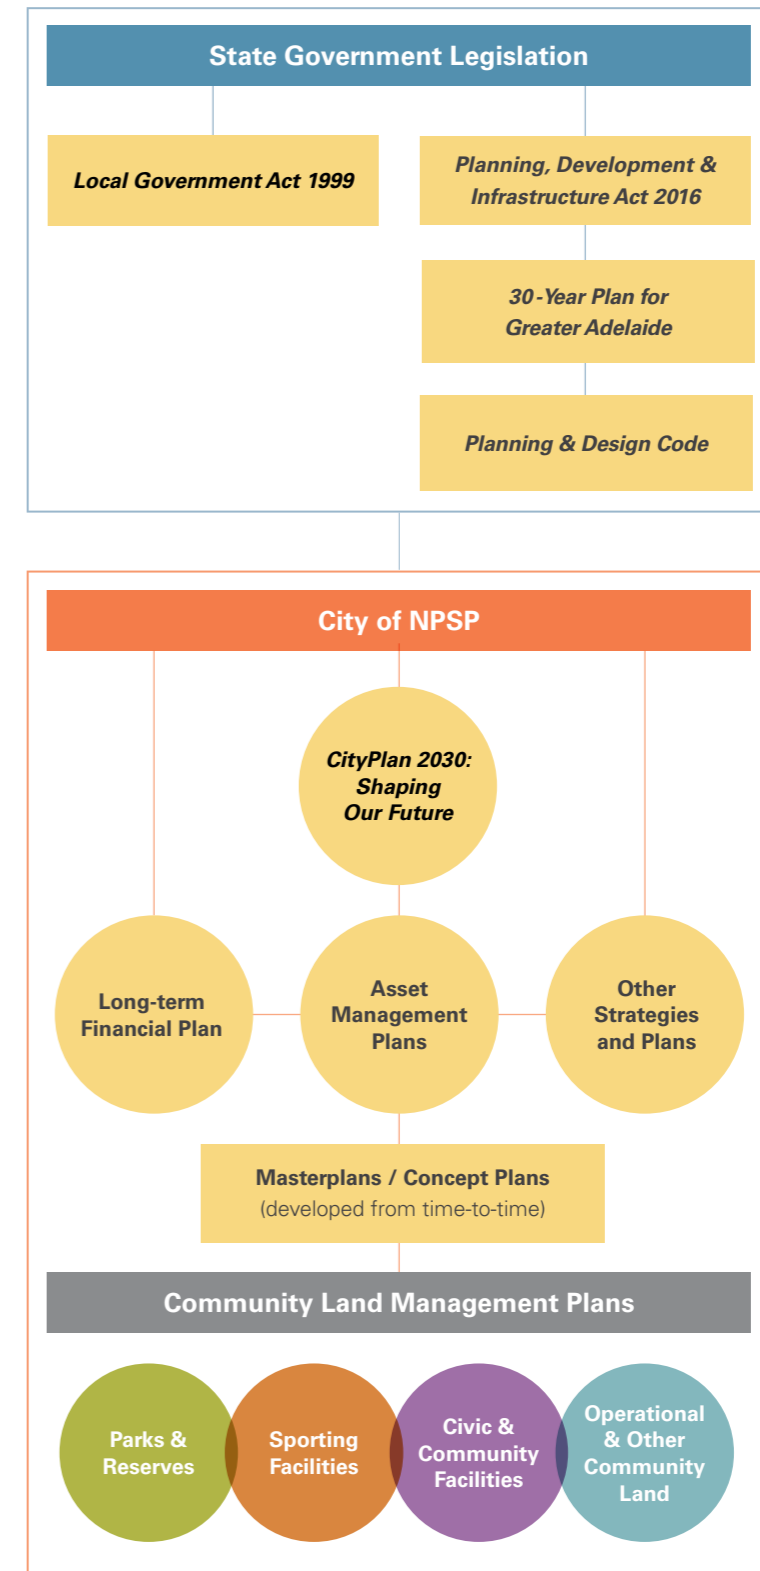 State Government Legislation
Local Government Act 1999
Planning, Development &
Infrastructure Act 2016
30-Year Plan for
Greater Adelaide
Planning & Design Code
City of NPSP
CityPlan 2030:
Shaping
Our Future
Long-term
Financial Plan
Asset
Management
Plans
Other
Strategies
and Plans
Masterplans / Concept Plans
(developed from time-to-time)
Community Land Management Plans
Parks &
Reserves
Sporting
Facilities
Civic &
Community
Facilities
Operational
& Other
Community
Land